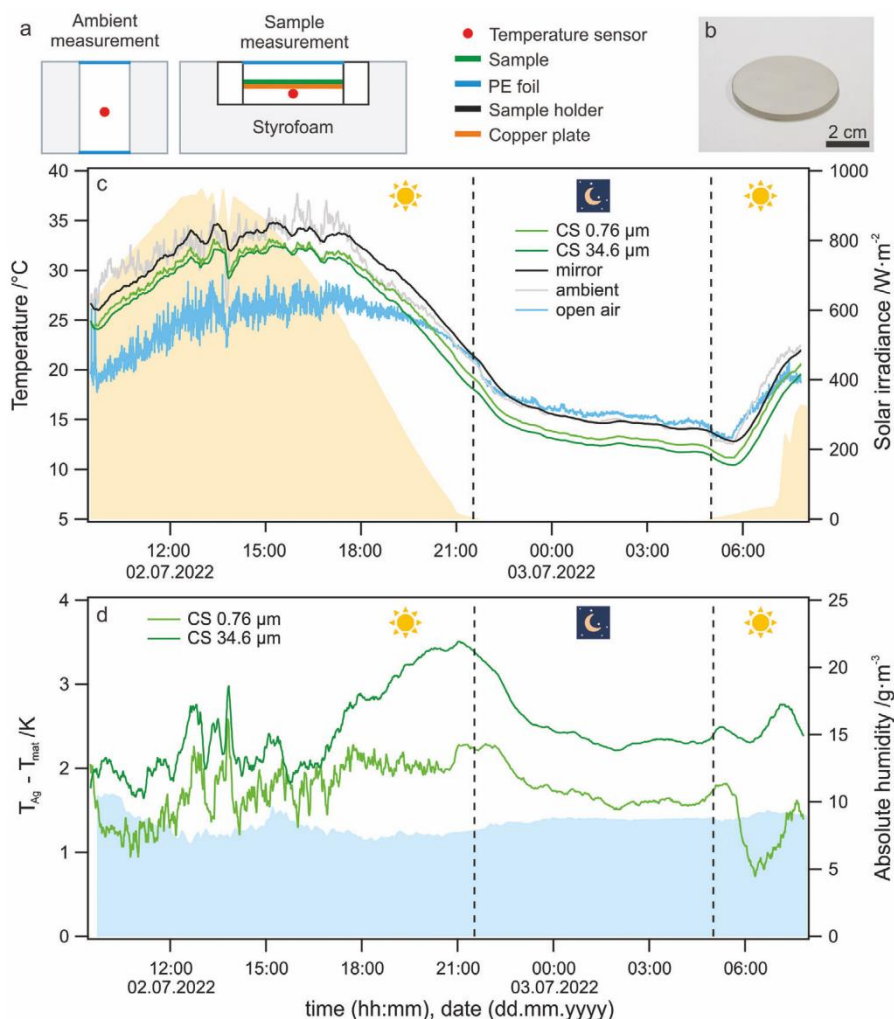 a
Ambient measurement
Sample measurement
Styrofoam
Temperature sensor
Sample
PE foil
Sample holder
Copper plate
b
2 cm
c
Temperature /°C
40
35
30
25
20
15
10
5
CS 0.76 µm
CS 34.6 µm
mirror
ambient
open air
1000
800
600
400
200
0
Solar irradiance /W·m⁻²
12:00 15:00 18:00 21:00 00:00 03:00 06:00
02.07.2022 03.07.2022
d
T_Ag - T_mat /K
4
3
2
1
0
CS 0.76 µm
CS 34.6 µm
25
20
15
10
5
0
Absolute humidity /g·m⁻³
12:00 15:00 18:00 21:00 00:00 03:00 06:00
02.07.2022 03.07.2022
time (hh:mm), date (dd.mm.yyyy)